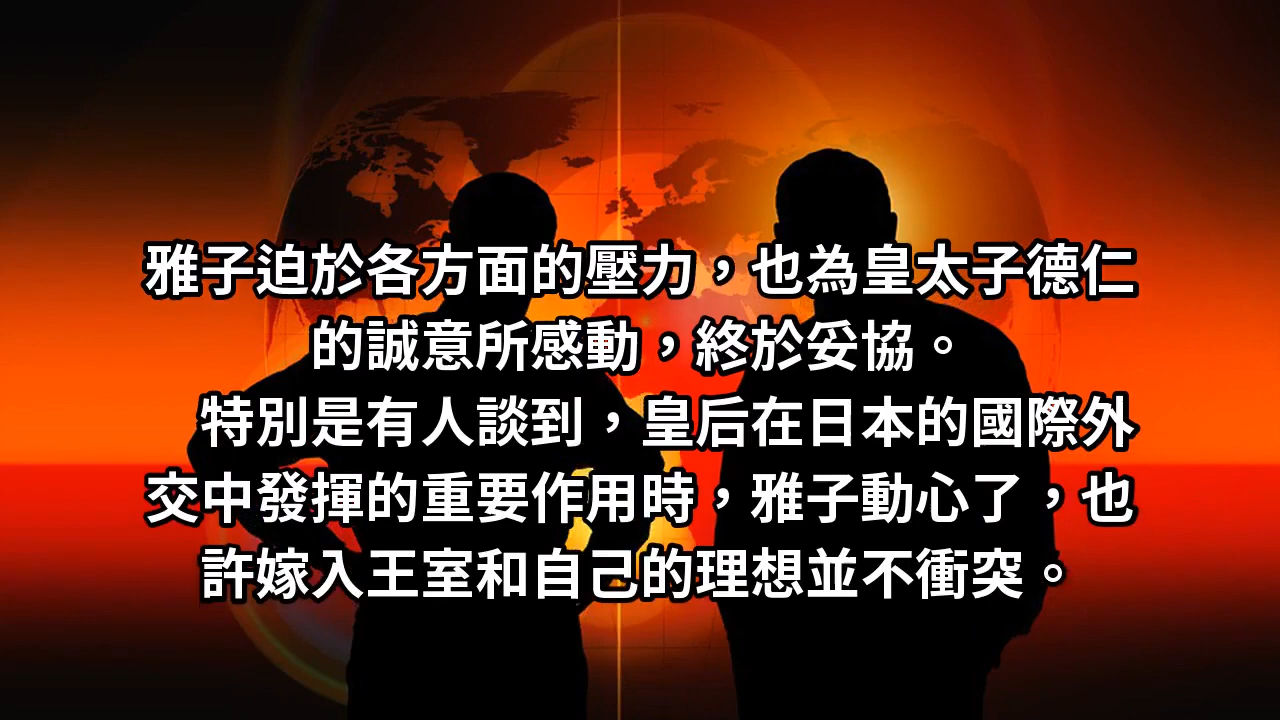 雅子迫於各方面的壓力，也為皇太子德仁
的誠意所感動，終於妥協。
　特別是有人談到，皇后在日本的國際外
交中發揮的重要作用時，雅子動心了，也
許嫁入王室和自己的理想並不衝突。